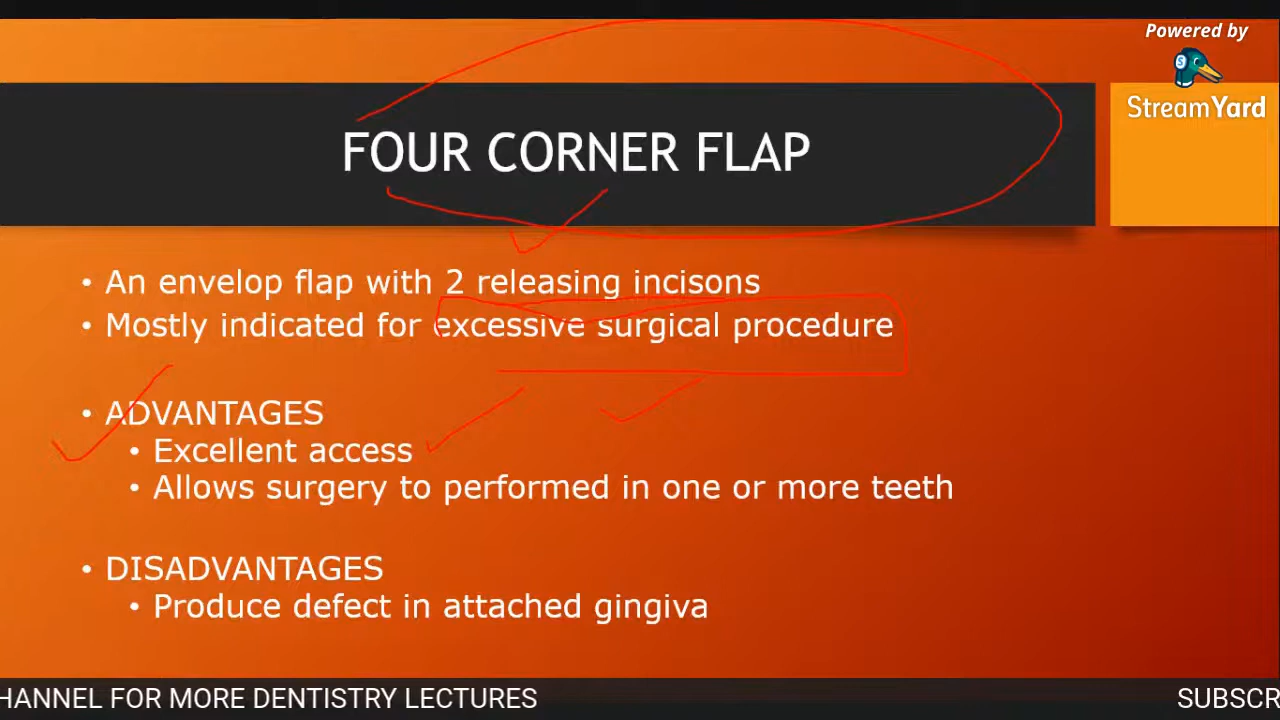 Powered by
StreamYard
FOUR CORNER FLAP
• An envelop flap with 2 releasing incisons
• Mostly indicated for excessive surgical procedure
• ADVANTAGES
• Excellent access
• Allows surgery to performed in one or more teeth
• DISADVANTAGES
• Produce defect in attached gingiva
HANNEL FOR MORE DENTISTRY LECTURES SUBSCR